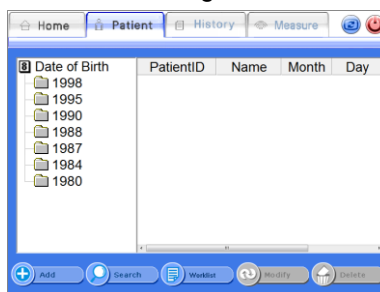 Home Patient History Measure
Date of Birth PatientID Name Month Day
1998
1995
1990
1988
1987
1984
1980
Add Search Worklist Modify Delete